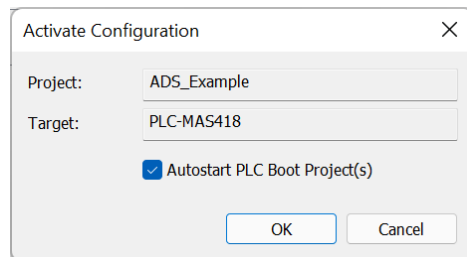 Activate Configuration
Project: ADS_Example
Target: PLC-MAS418
Autostart PLC Boot Project(s)
OK Cancel